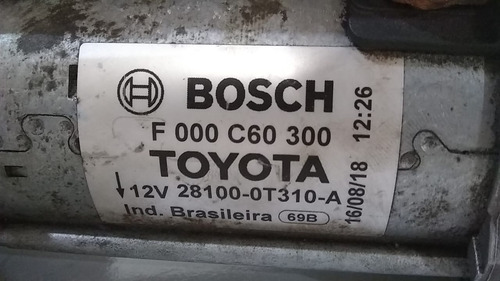 BOSCH
F 000 C60 300
TOYOTA
12V 28100-0T310-A
Ind. Brasileira 69B
16/08/18 12:26